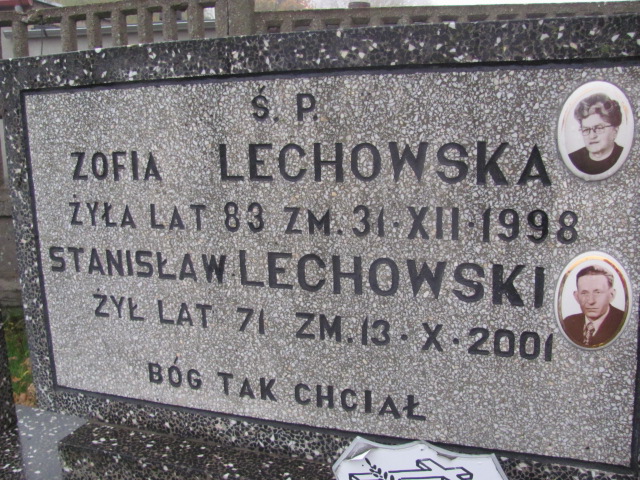 Ś. P.
ZOFIA LECHOWSKA
ŻYŁA LAT 83 ZM. 31·XII·1998
STANISŁAW LECHOWSKI
ŻYŁ LAT 71 ZM. 13·X·2001
BÓG TAK CHCIAŁ